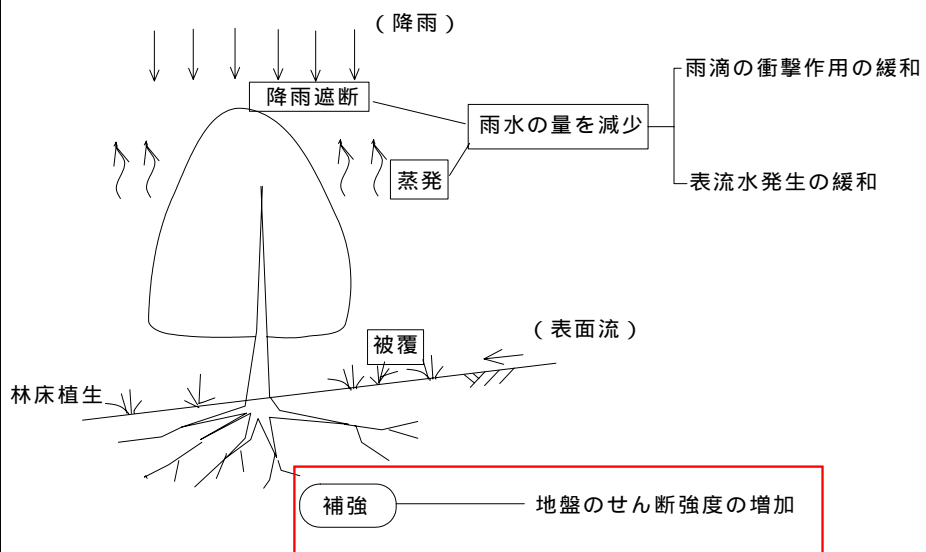 (降雨)
降雨遮断
雨滴の衝撃作用の緩和
雨水の量を減少
蒸発
表流水発生の緩和
(表面流)
被覆
林床植生
補強
地盤のせん断強度の増加